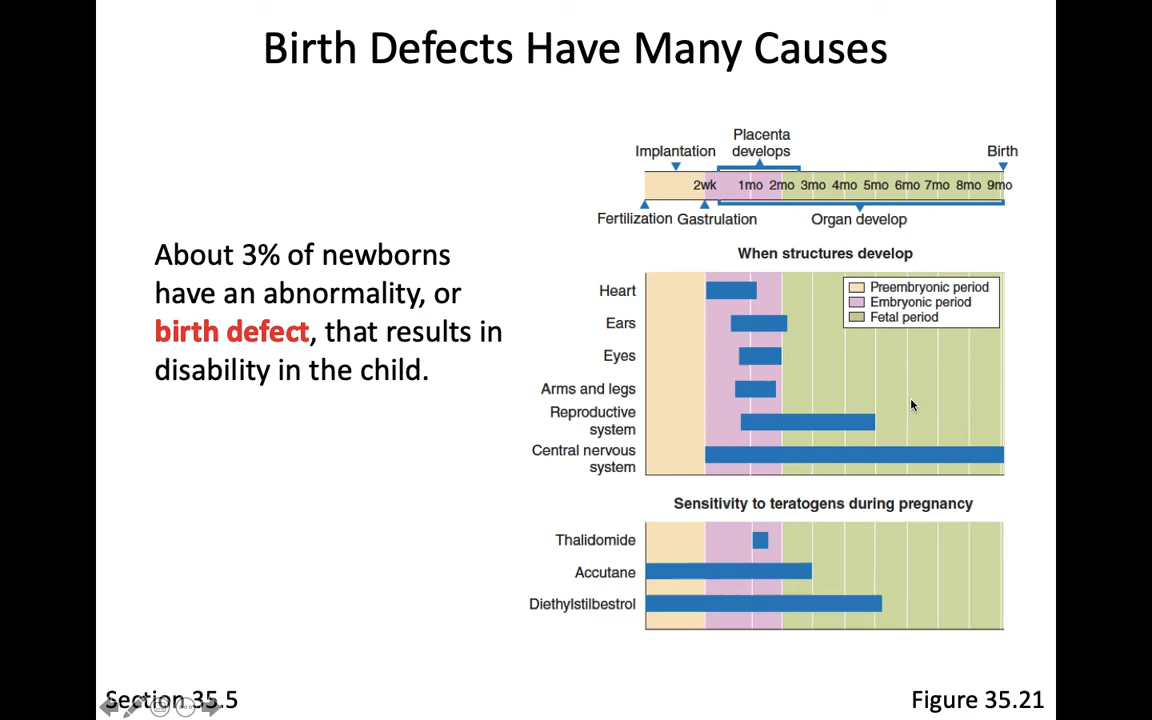 Birth Defects Have Many Causes
About 3% of newborns
have an abnormality, or
birth defect, that results in
disability in the child.
Placenta
develops
Implantation
Birth
2wk 1mo 2mo 3mo 4mo 5mo 6mo 7mo 8mo 9mo
Fertilization Gastrulation Organ develop
When structures develop
Preembryonic period
Embryonic period
Fetal period
Heart
Ears
Eyes
Arms and legs
Reproductive
system
Central nervous
system
Sensitivity to teratogens during pregnancy
Thalidomide
Accutane
Diethylstilbestrol
Section 35.5
Figure 35.21